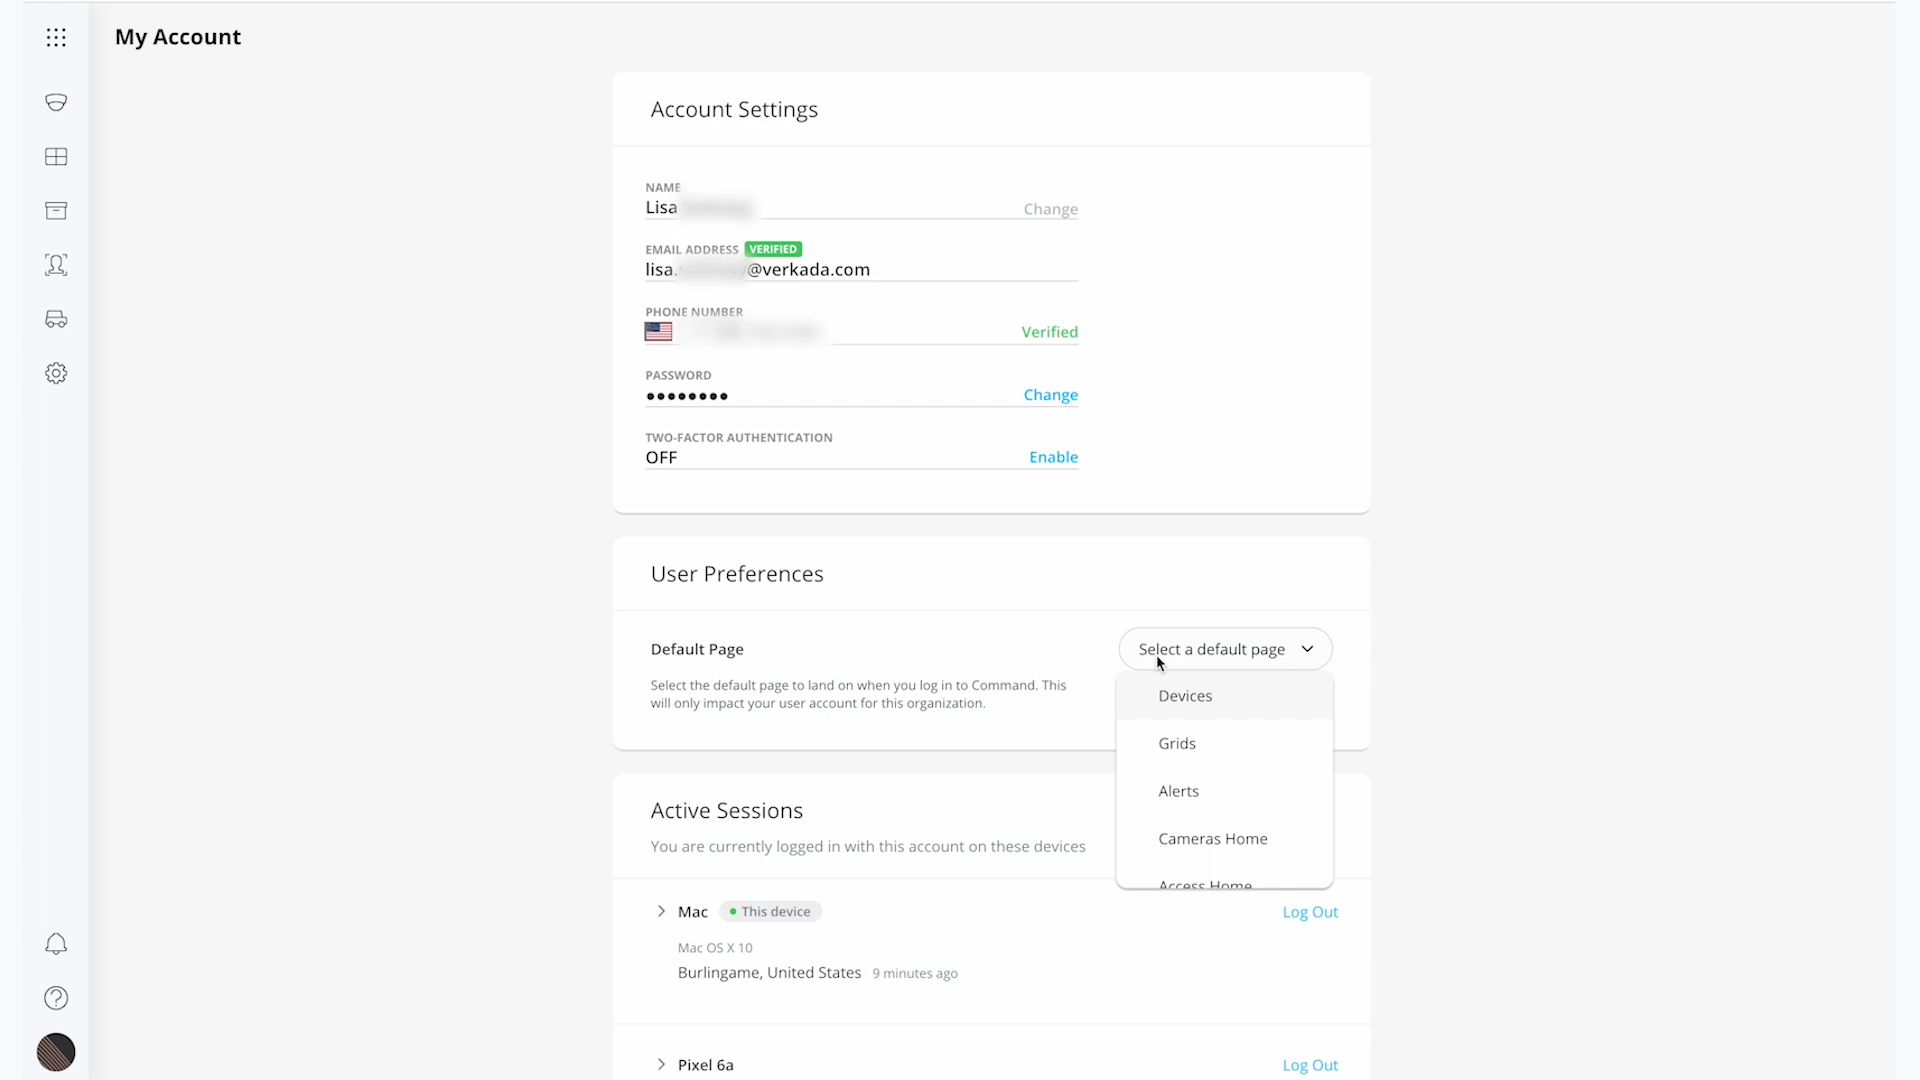 My Account
Account Settings
NAME
Lisa
Change
EMAIL ADDRESS VERIFIED
lisa. @verkada.com
PHONE NUMBER
Verified
PASSWORD
Change
TWO-FACTOR AUTHENTICATION
OFF
Enable
User Preferences
Default Page
Select a default page
Select the default page to land on when you log in to Command. This
will only impact your user account for this organization.
Devices
Grids
Alerts
Cameras Home
Access Home
Active Sessions
You are currently logged in with this account on these devices
Mac
This device
Log Out
Mac OS X 10
Burlingame, United States 9 minutes ago
Pixel 6a
Log Out